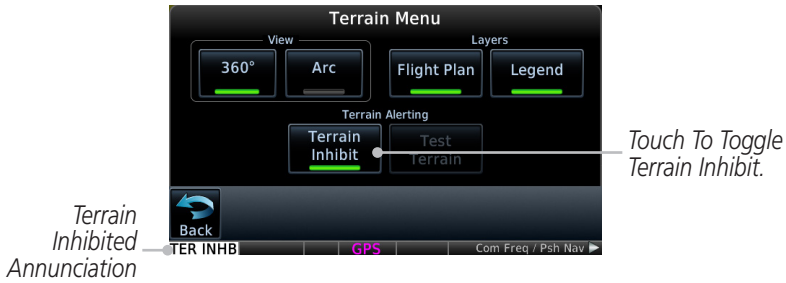 Terrain Menu
View
Layers
360°
Arc
Flight Plan
Legend
Terrain Alerting
Terrain
Inhibit
Test
Terrain
Touch To Toggle
Terrain Inhibit.
Back
Terrain
Inhibited
Annunciation
TER INHB
GPS
Com Freq / Psh Nav